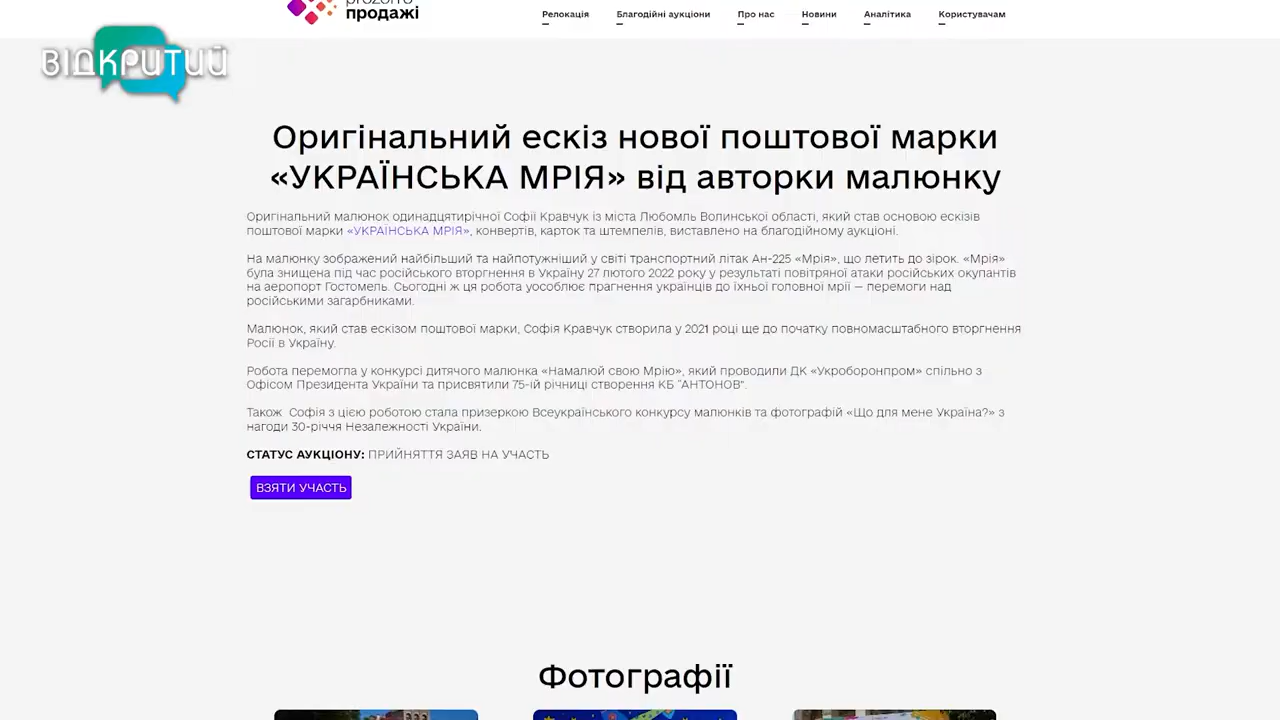 prozorro
продажі
Релокація Благодійні аукціони Про нас Новини Аналітика Користувачам
ВІДКРИТИЙ
Оригінальний ескіз нової поштової марки
«УКРАЇНСЬКА МРІЯ» від авторки малюнку
Оригінальний малюнок одинадцятирічної Софії Кравчук із міста Любомль Волинської області, який став основою ескізів
поштової марки «УКРАЇНСЬКА МРІЯ», конвертів, карток та штемпелів, виставлено на благодійному аукціоні.
На малюнку зображений найбільший та найпотужніший у світі транспортний літак Ан-225 «Мрія», що летить до зірок. «Мрія»
була знищена під час російського вторгнення в Україну 27 лютого 2022 року у результаті повітряної атаки російських окупантів
на аеропорт Гостомель. Сьогодні ж ця робота уособлює прагнення українців до їхньої головної мрії — перемоги над
російськими загарбниками.
Малюнок, який став ескізом поштової марки, Софія Кравчук створила у 2021 році ще до початку повномасштабного вторгнення
Росії в Україну.
Робота перемогла у конкурсі дитячого малюнка «Намалюй свою Мрію», який проводили ДК «Укроборонпром» спільно з
Офісом Президента України та присвятили 75-ій річниці створення КБ "АНТОНОВ".
Також Софія з цією роботою стала призеркою Всеукраїнського конкурсу малюнків та фотографій «Що для мене Україна?» з
нагоди 30-річчя Незалежності України.
СТАТУС АУКЦІОНУ: ПРИЙНЯТТЯ ЗАЯВ НА УЧАСТЬ
ВЗЯТИ УЧАСТЬ
Фотографії